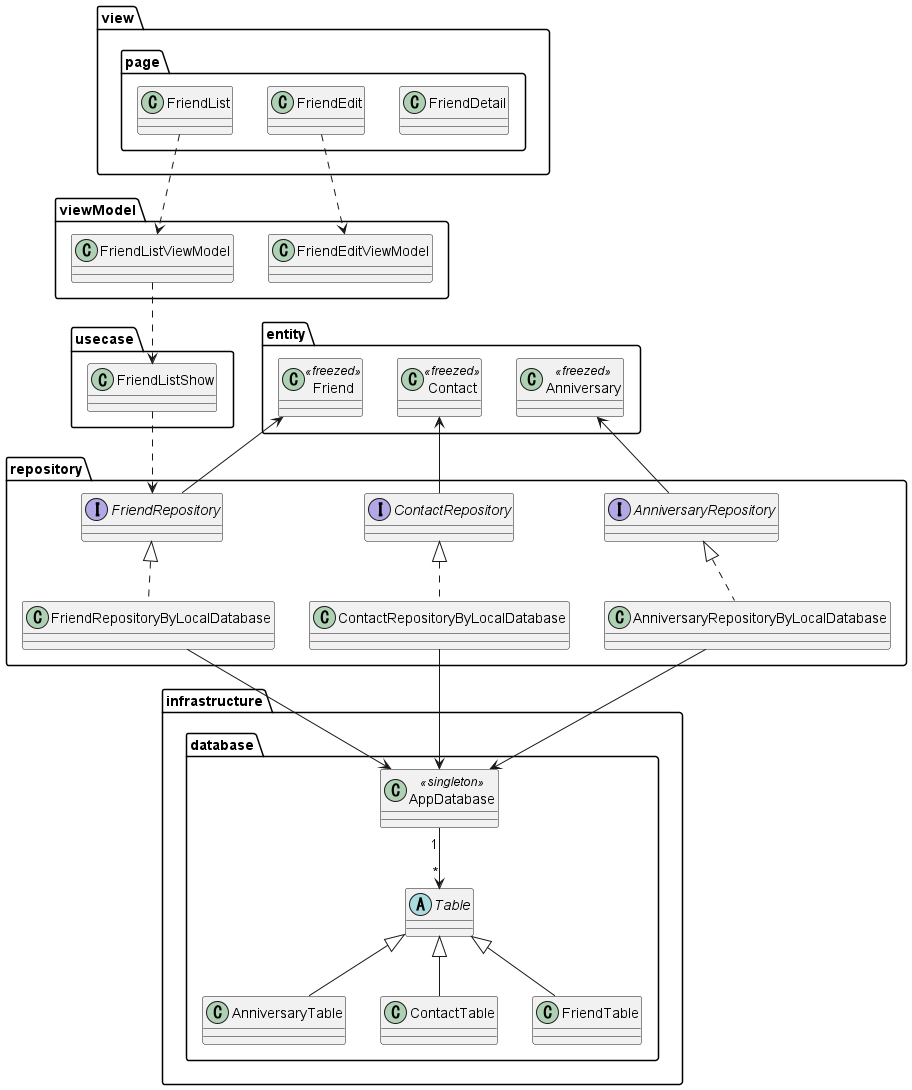 view
page
C FriendList
C FriendEdit
C FriendDetail
viewModel
C FriendListViewModel
C FriendEditViewModel
usecase
C FriendListShow
entity
C «freezed»
Friend
C «freezed»
Contact
C «freezed»
Anniversary
repository
I FriendRepository
I ContactRepository
I AnniversaryRepository
C FriendRepositoryByLocalDatabase
C ContactRepositoryByLocalDatabase
C AnniversaryRepositoryByLocalDatabase
infrastructure
database
C «singleton»
AppDatabase
1
*
A Table
C AnniversaryTable
C ContactTable
C FriendTable